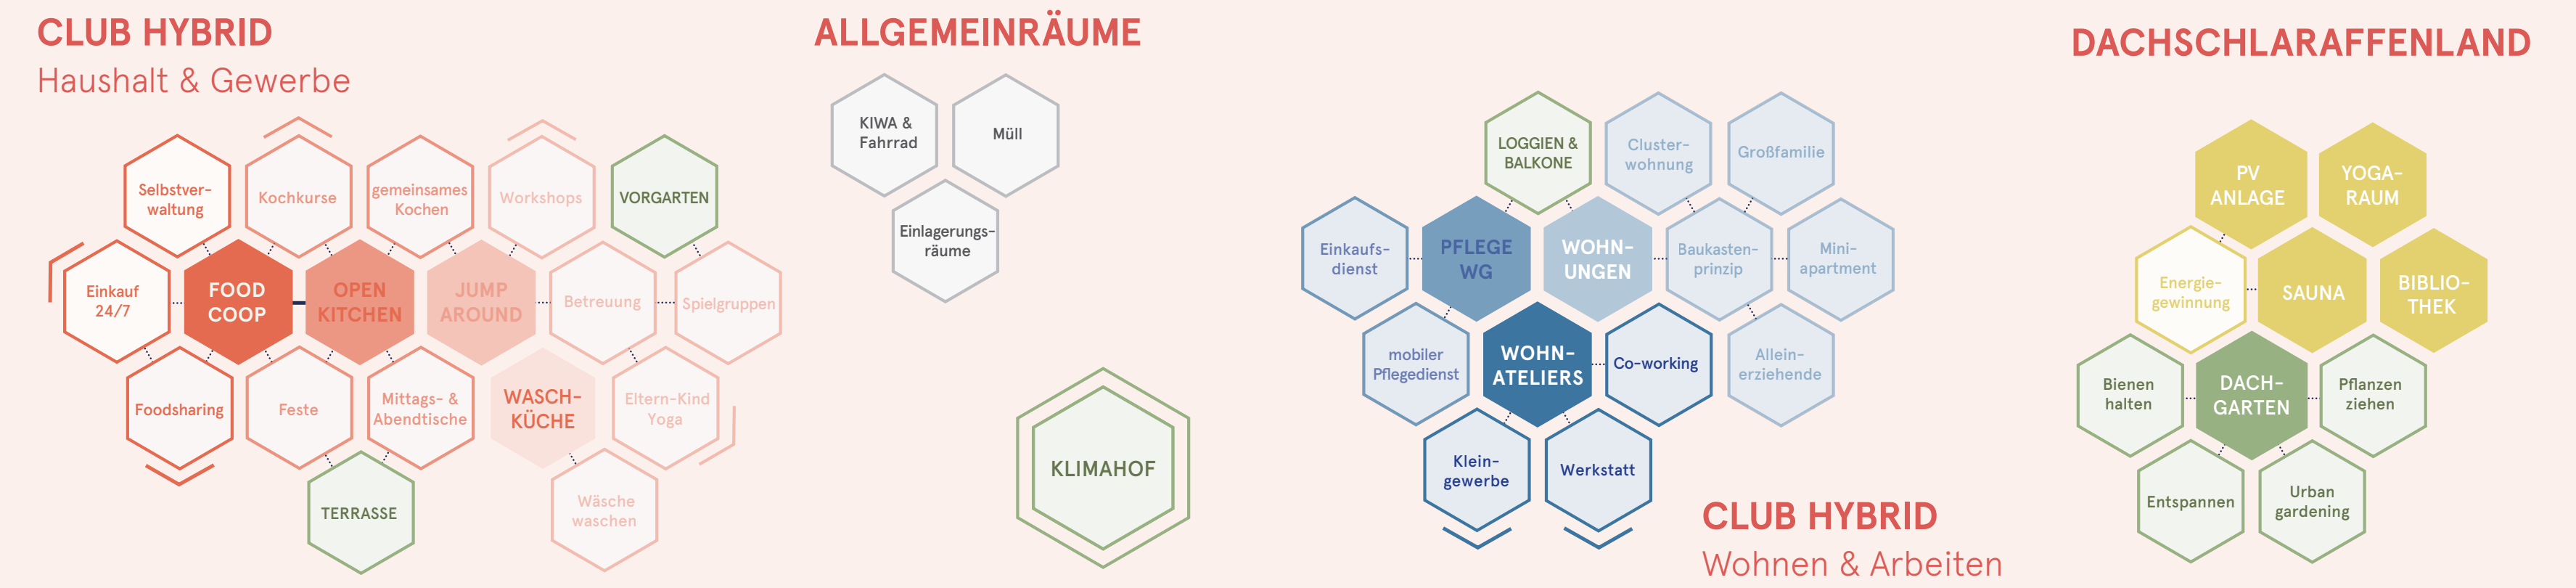 CLUB HYBRID
Haushalt & Gewerbe
Selbstver-
waltung
Kochkurse
gemeinsames
Kochen
Workshops
VORGARTEN
Einkauf
24/7
FOOD
COOP
OPEN
KITCHEN
JUMP
AROUND
Betreuung
Spielgruppen
Foodsharing
Feste
Mittags- &
Abendtische
WASCH-
KÜCHE
Eltern-Kind
Yoga
TERRASSE
Wäsche
waschen
ALLGEMEINRÄUME
KIWA &
Fahrrad
Müll
Einlagerungs-
räume
KLIMAHOF
LOGGIEN &
BALKONE
Cluster-
wohnung
Großfamilie
Einkaufs-
dienst
PFLEGE
WG
WOHN-
UNGEN
Baukasten-
prinzip
Mini-
apartment
mobiler
Pflegedienst
WOHN-
ATELIERS
Co-working
Allein-
erziehende
Klein-
gewerbe
Werkstatt
CLUB HYBRID
Wohnen & Arbeiten
DACHSCHLARAFFENLAND
PV
ANLAGE
YOGA-
RAUM
Energie-
gewinnung
SAUNA
BIBLIO-
THEK
Bienen
halten
DACH-
GARTEN
Pflanzen
ziehen
Entspannen
Urban
gardening